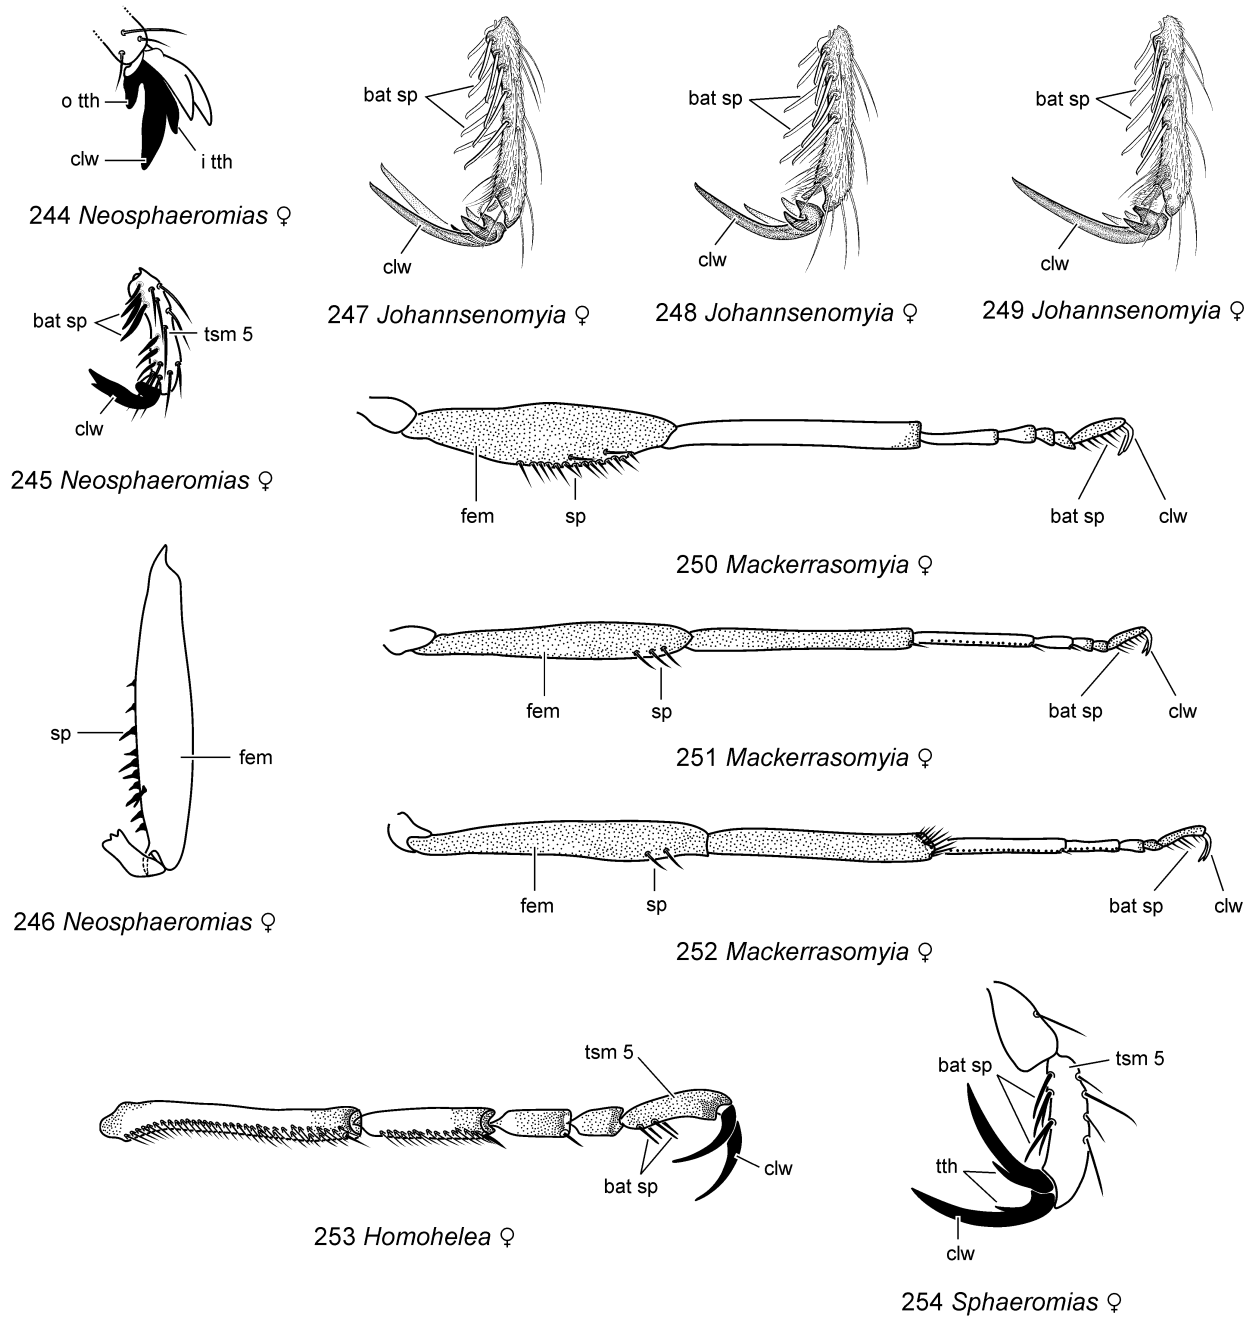 o tth
clw
i tth
244 Neosphaeromias ♀
bat sp
clw
247 Johannsenomyia ♀
bat sp
clw
248 Johannsenomyia ♀
bat sp
clw
249 Johannsenomyia ♀
bat sp
tsm 5
clw
245 Neosphaeromias ♀
fem
sp
bat sp
clw
250 Mackerrasomyia ♀
sp
fem
246 Neosphaeromias ♀
fem
sp
bat sp
clw
251 Mackerrasomyia ♀
fem
sp
bat sp
clw
252 Mackerrasomyia ♀
tsm 5
bat sp
clw
253 Homohelea ♀
bat sp
tsm 5
tth
clw
254 Sphaeromias ♀